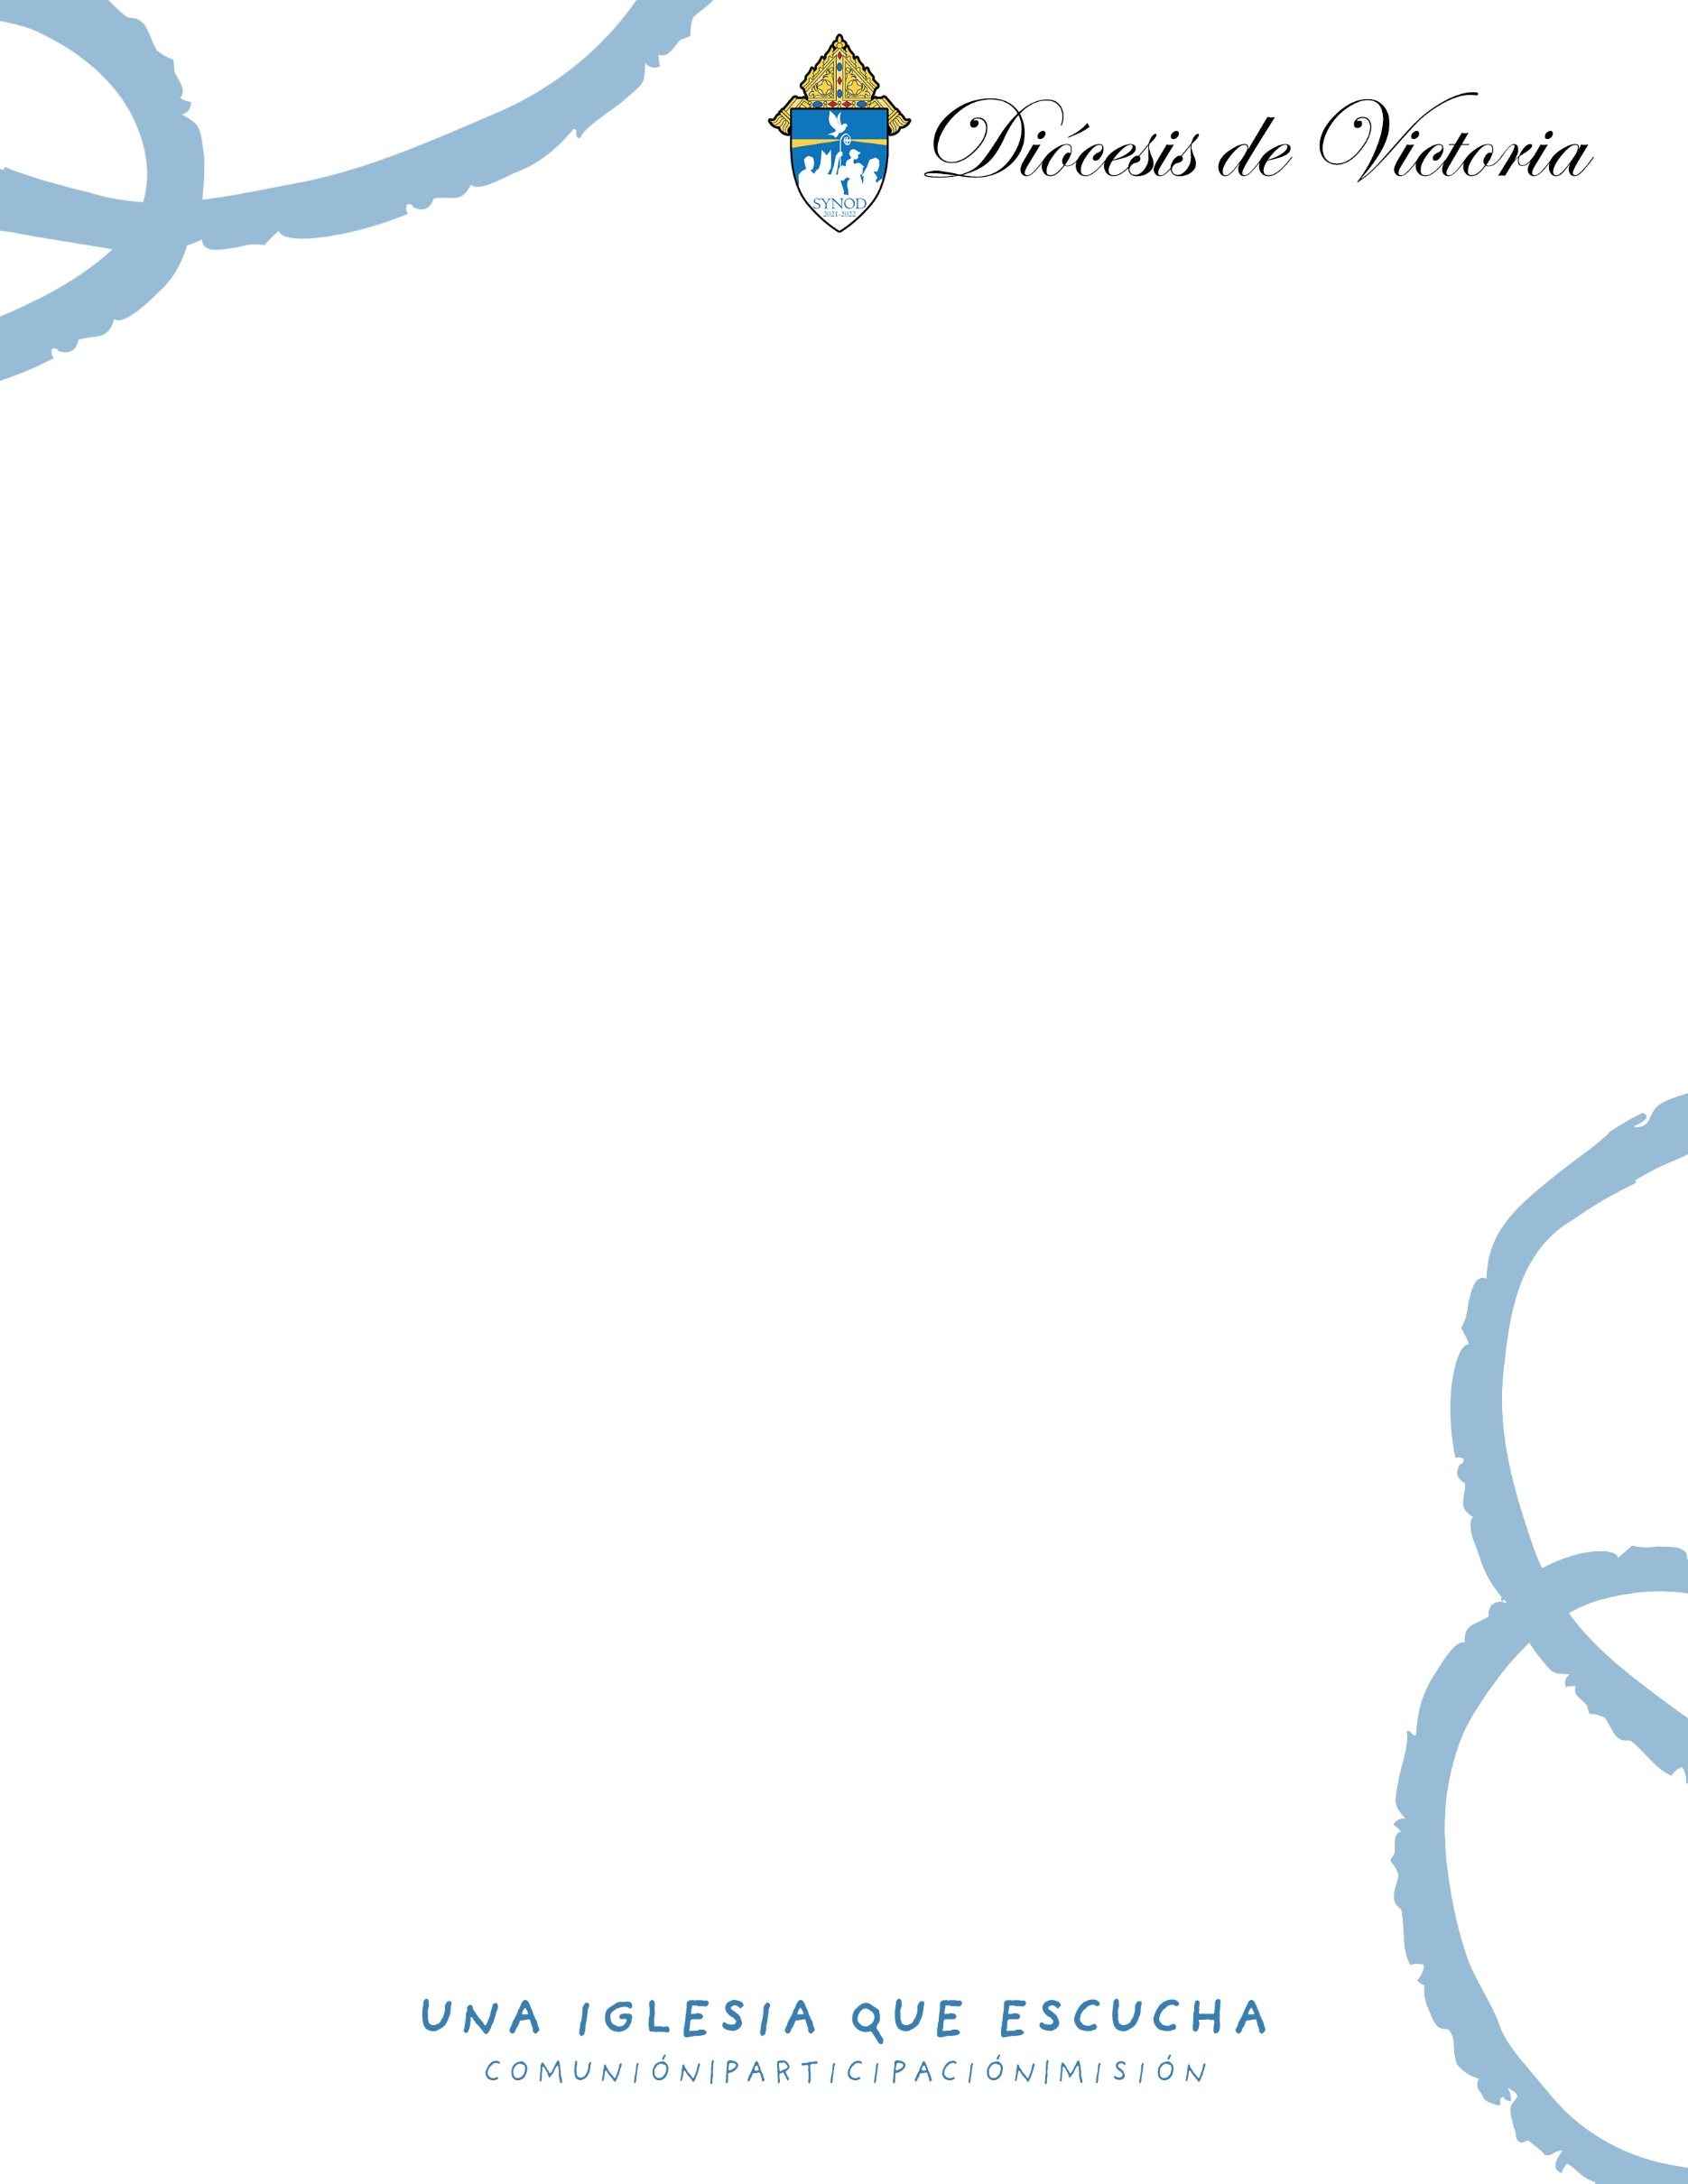 Diócesis de Victoria
SYNOD
2021-2022
UNA IGLESIA QUE ESCUCHA
COMUNIÓN|PARTICIPACIÓN|MISIÓN